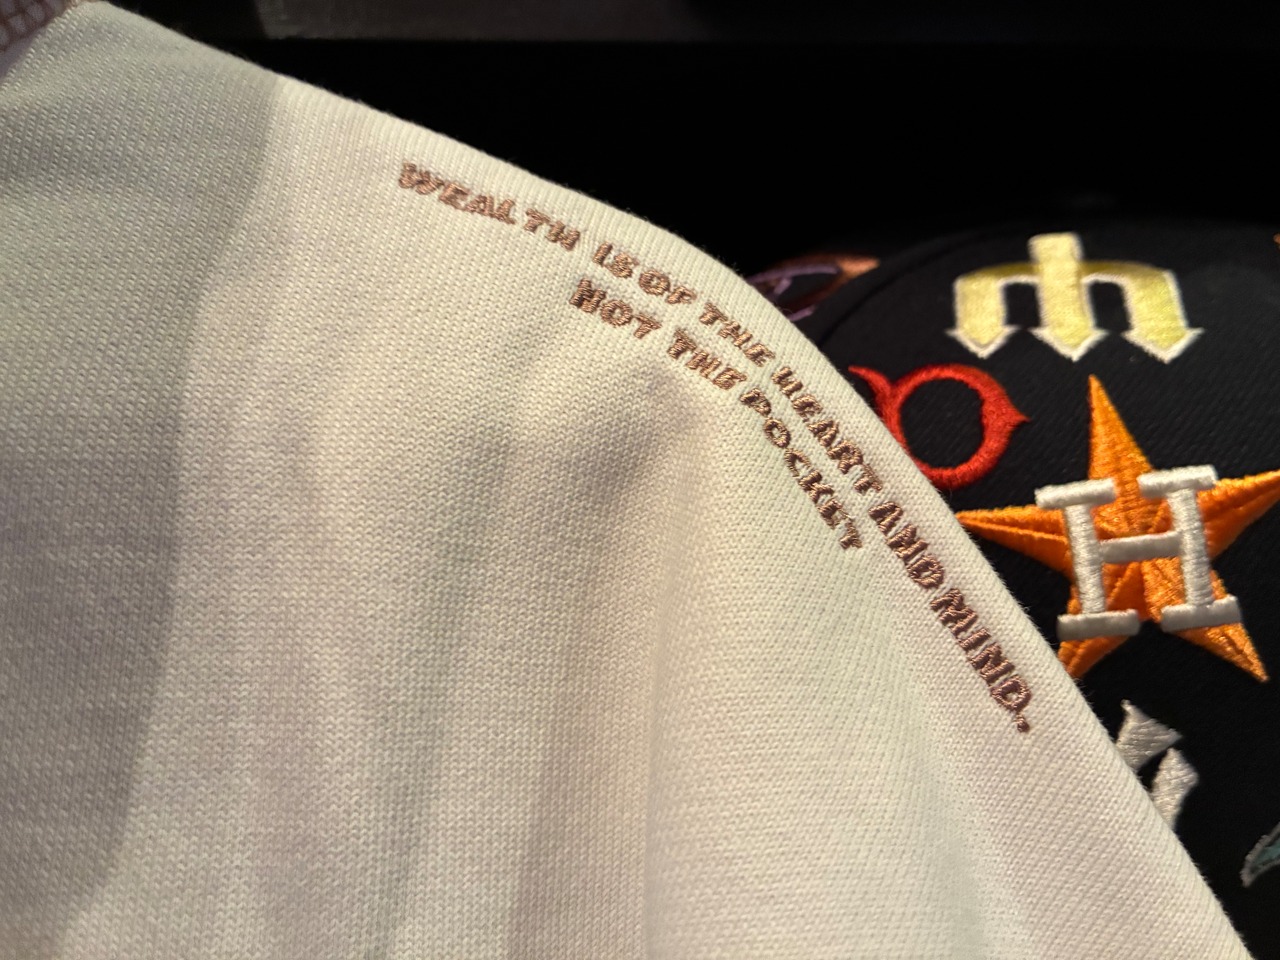 WEALTH IS OF THE HEART AND MIND.
NOT THE POCKET
H